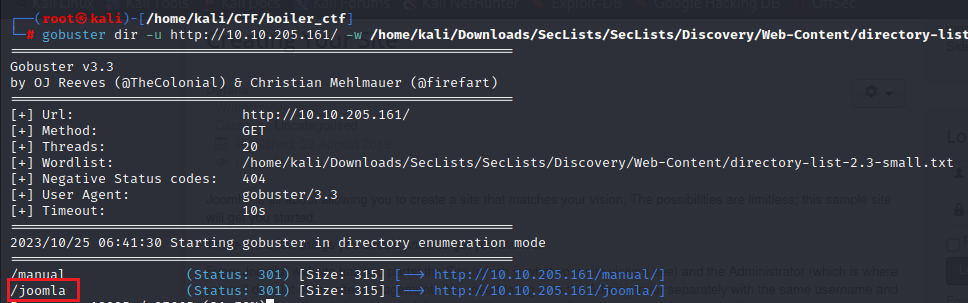 ┌──(root㉿kali)-[/home/kali/CTF/boiler_ctf]
└─# gobuster dir -u http://10.10.205.161/ -w /home/kali/Downloads/SecLists/SecLists/Discovery/Web-Content/directory-list
===============================================================
Gobuster v3.3
by OJ Reeves (@TheColonial) & Christian Mehlmauer (@firefart)
===============================================================
[+] Url:                     http://10.10.205.161/
[+] Method:                  GET
[+] Threads:                 20
[+] Wordlist:                /home/kali/Downloads/SecLists/SecLists/Discovery/Web-Content/directory-list-2.3-small.txt
[+] Negative Status codes:   404
[+] User Agent:              gobuster/3.3
[+] Timeout:                 10s
===============================================================
2023/10/25 06:41:30 Starting gobuster in directory enumeration mode
===============================================================
/manual               (Status: 301) [Size: 315] [--> http://10.10.205.161/manual/]
/joomla               (Status: 301) [Size: 315] [--> http://10.10.205.161/joomla/]